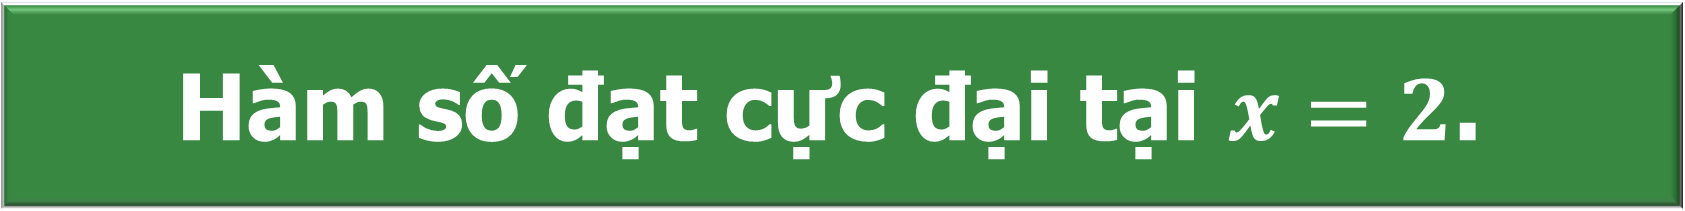 Hàm số đạt cực đại tại x = 2.